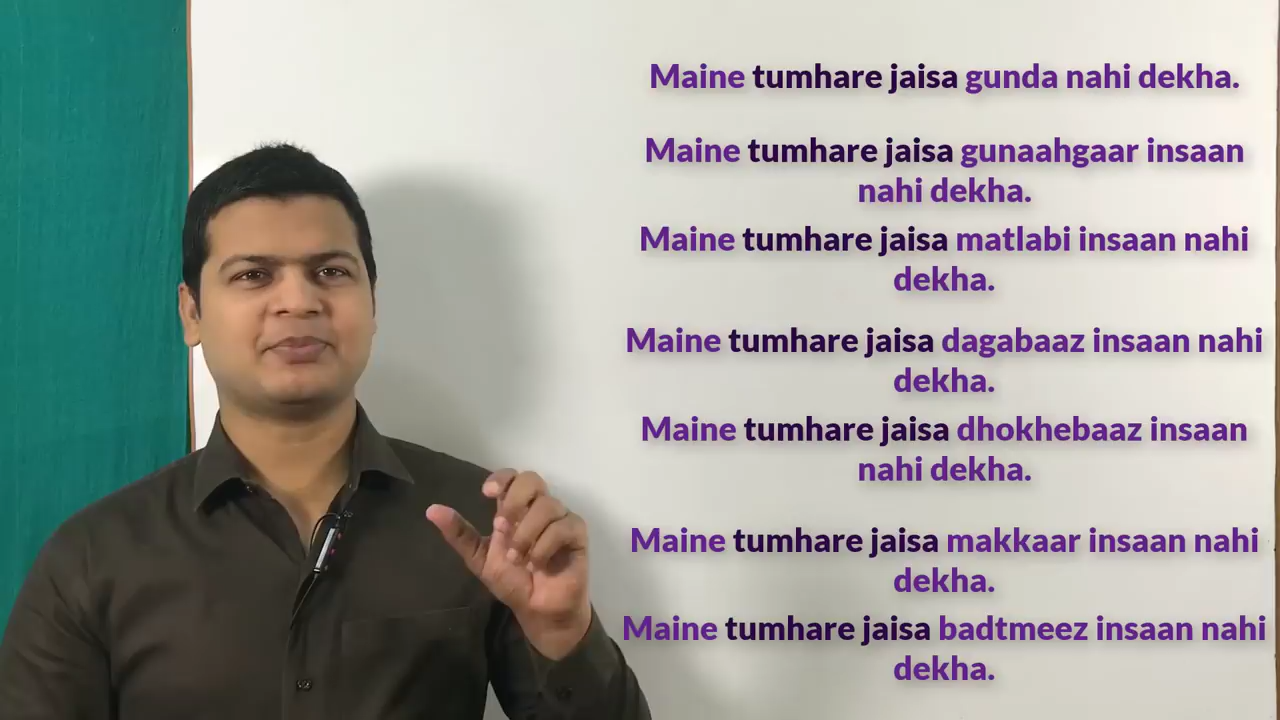 Maine tumhare jaisa gunda nahi dekha.
Maine tumhare jaisa gunaahgaar insaan
nahi dekha.
Maine tumhare jaisa matlabi insaan nahi
dekha.
Maine tumhare jaisa dagabaaz insaan nahi
dekha.
Maine tumhare jaisa dhokhebaaz insaan
nahi dekha.
Maine tumhare jaisa makkaar insaan nahi
dekha.
Maine tumhare jaisa badtmeez insaan nahi
dekha.